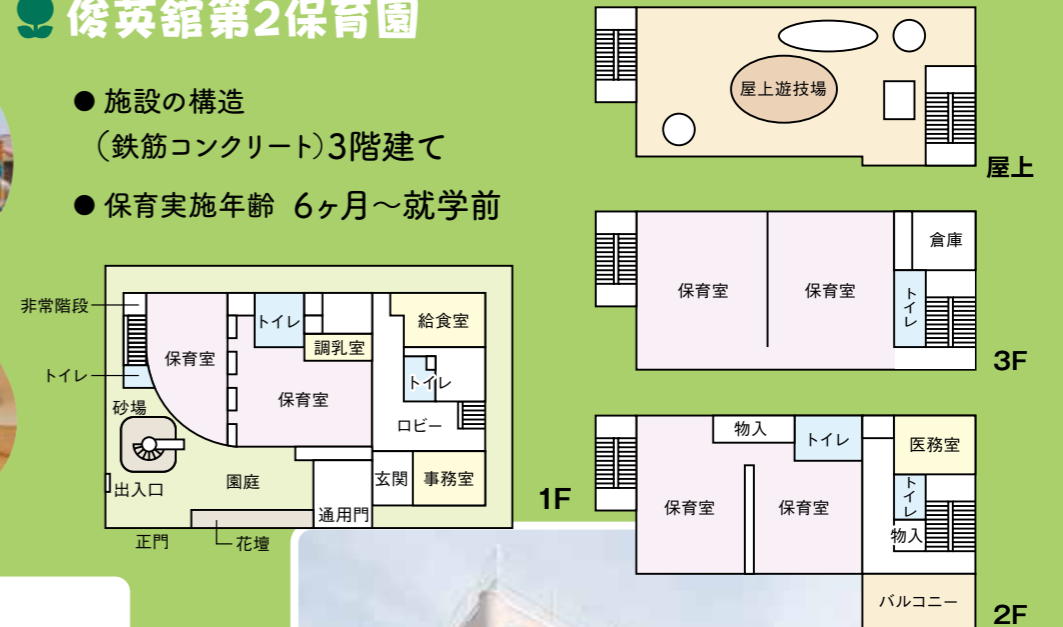 俊英舘第2保育園
● 施設の構造
（鉄筋コンクリート）3階建て
● 保育実施年齢 6ヶ月〜就学前
非常階段
トイレ
保育室
トイレ
調乳室
保育室
給食室
トイレ
ロビー
砂場
出入口
園庭
玄関
事務室
通用門
正門
花壇
1F
屋上遊技場
屋上
保育室
保育室
倉庫
トイレ
3F
物入
トイレ
医務室
保育室
保育室
トイレ
物入
バルコニー
2F